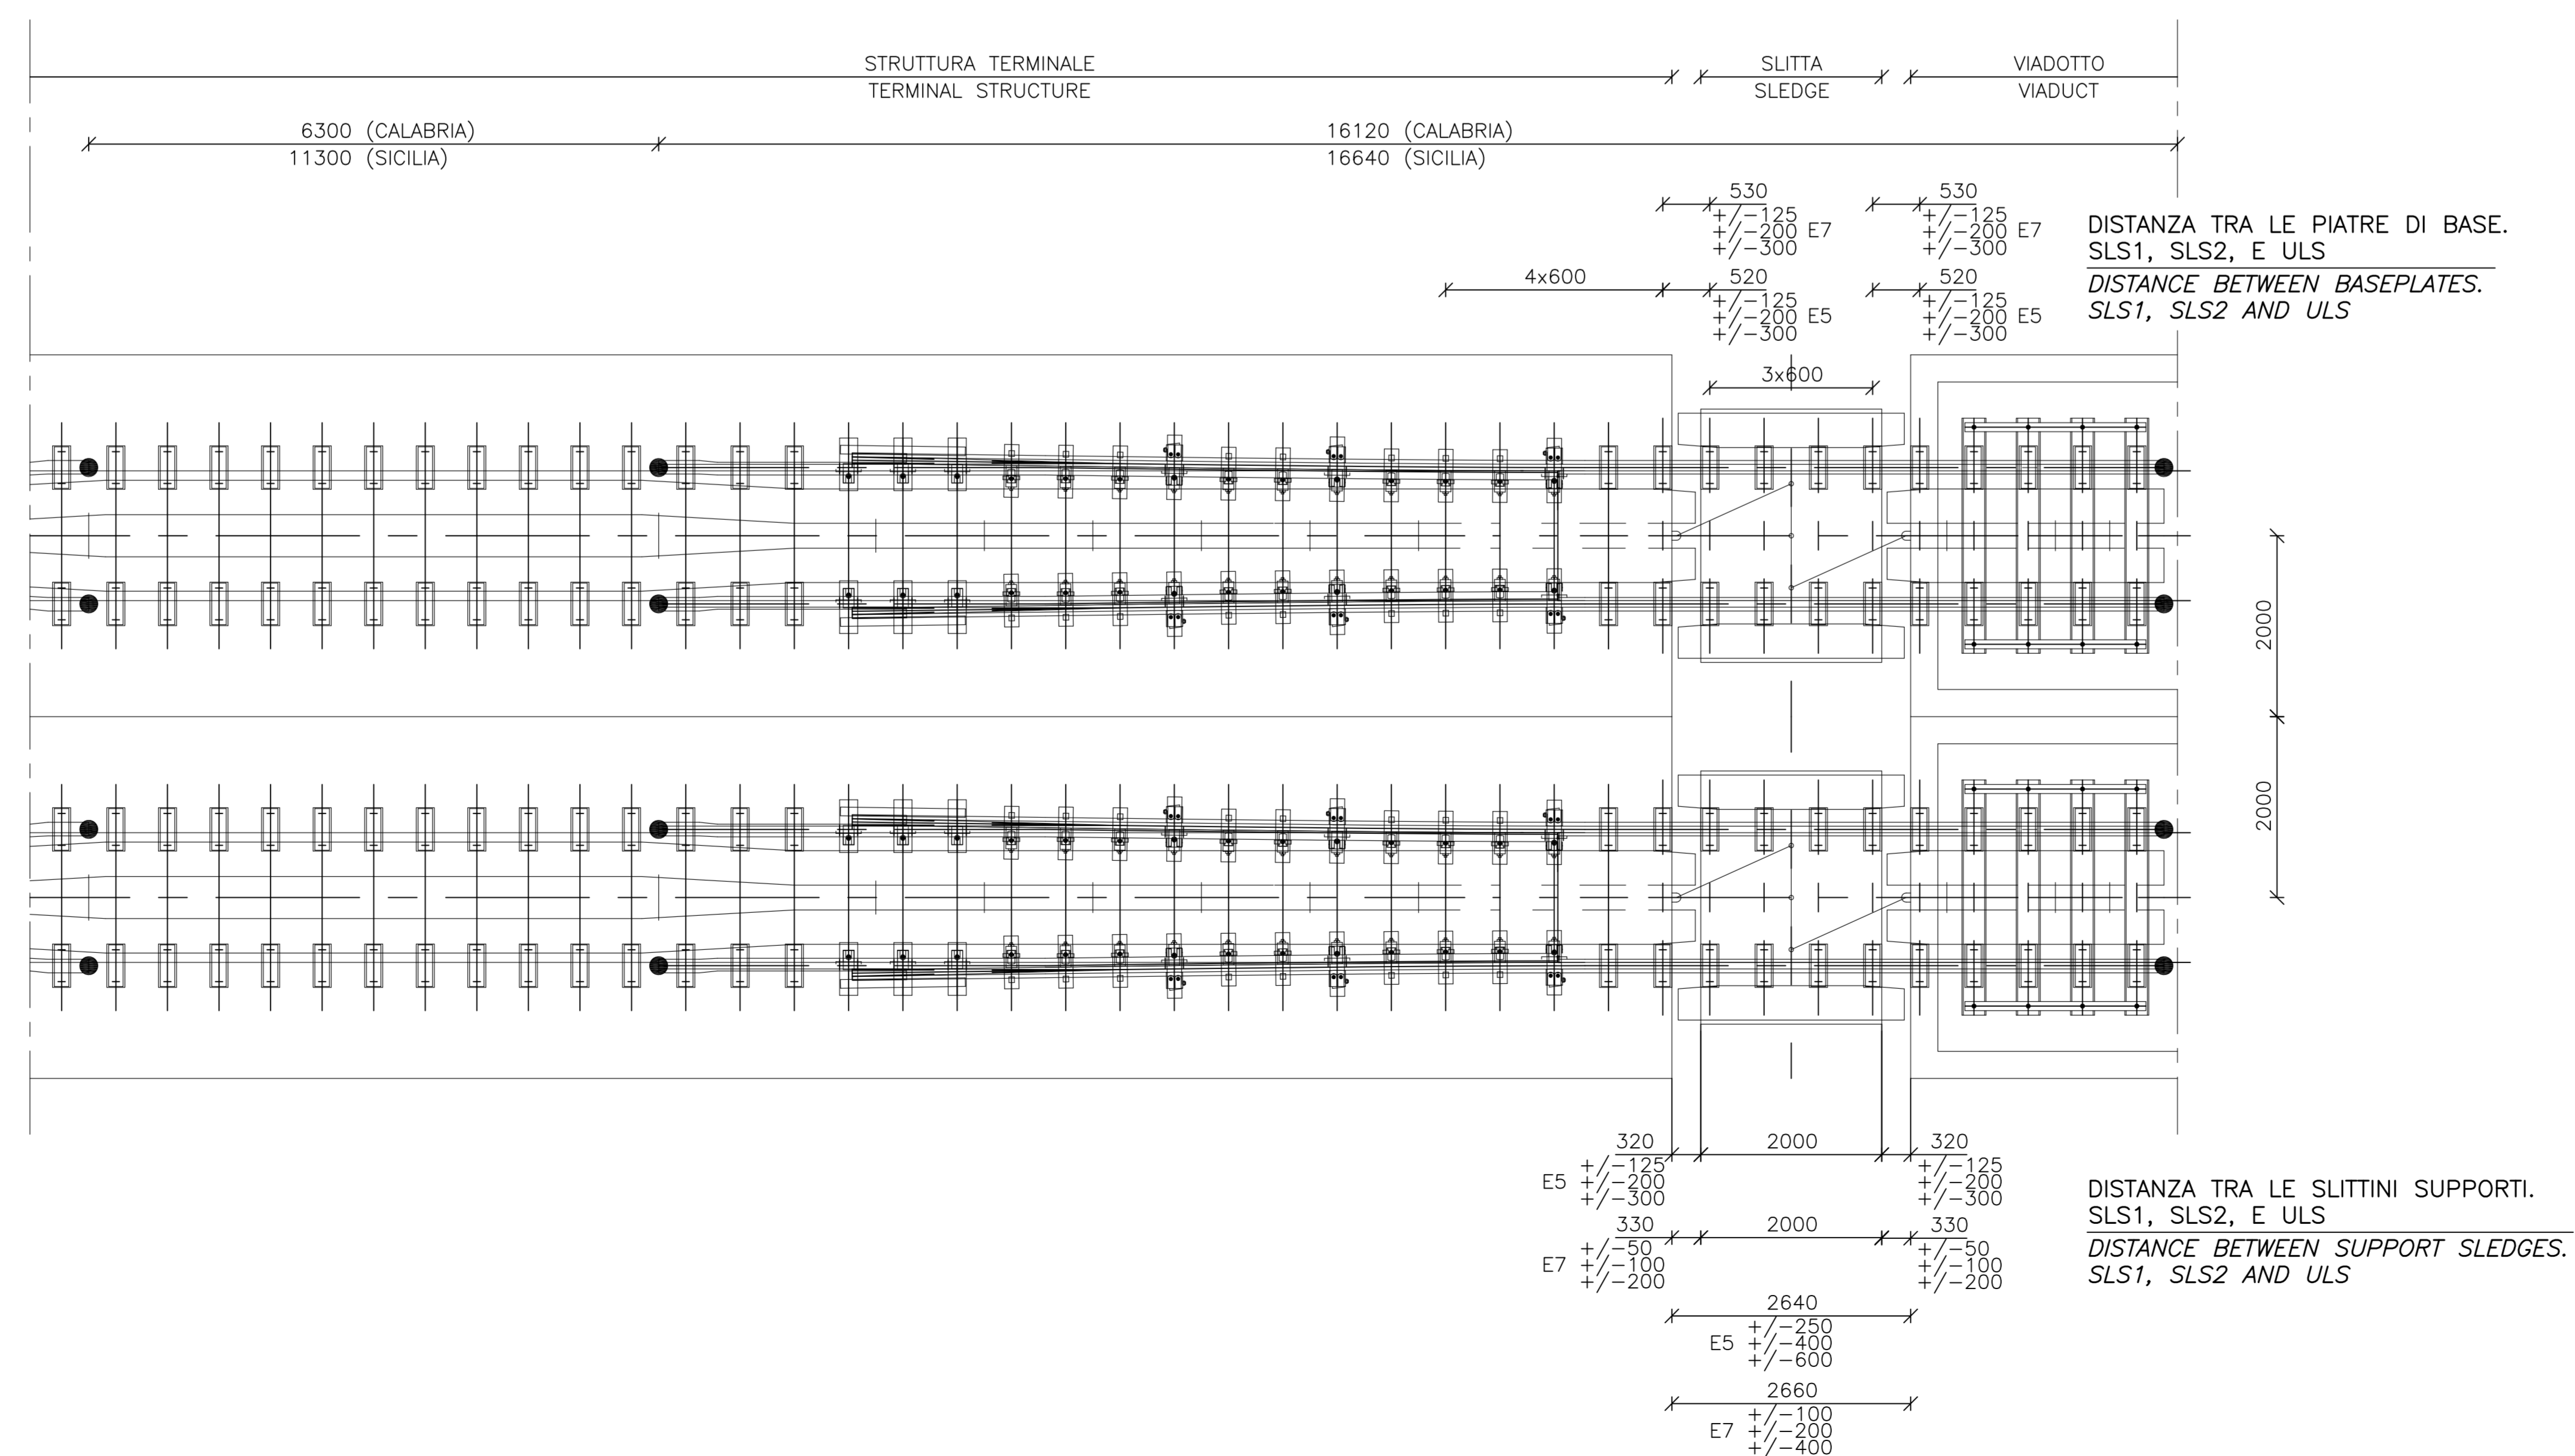 STRUTTURA TERMINALE
TERMINAL STRUCTURE
SLITTA
SLEDGE
VIADOTTO
VIADUCT
6300 (CALABRIA)
11300 (SICILIA)
16120 (CALABRIA)
16640 (SICILIA)
530
+/-125
+/-200 E7
+/-300
530
+/-125
+/-200 E7
+/-300
DISTANZA TRA LE PIATRE DI BASE.
SLS1, SLS2, E ULS
DISTANCE BETWEEN BASEPLATES.
SLS1, SLS2 AND ULS
4x600
520
+/-125
+/-200 E5
+/-300
520
+/-125
+/-200 E5
+/-300
3x600
2000
2000
320
+/-125
E5 +/-200
+/-300
2000
320
+/-125
+/-200
+/-300
DISTANZA TRA LE SLITTINI SUPPORTI.
SLS1, SLS2, E ULS
DISTANCE BETWEEN SUPPORT SLEDGES.
SLS1, SLS2 AND ULS
330
+/-50
E7 +/-100
+/-200
2000
330
+/-50
+/-100
+/-200
2640
+/-250
E5 +/-400
+/-600
2660
+/-100
E7 +/-200
+/-400